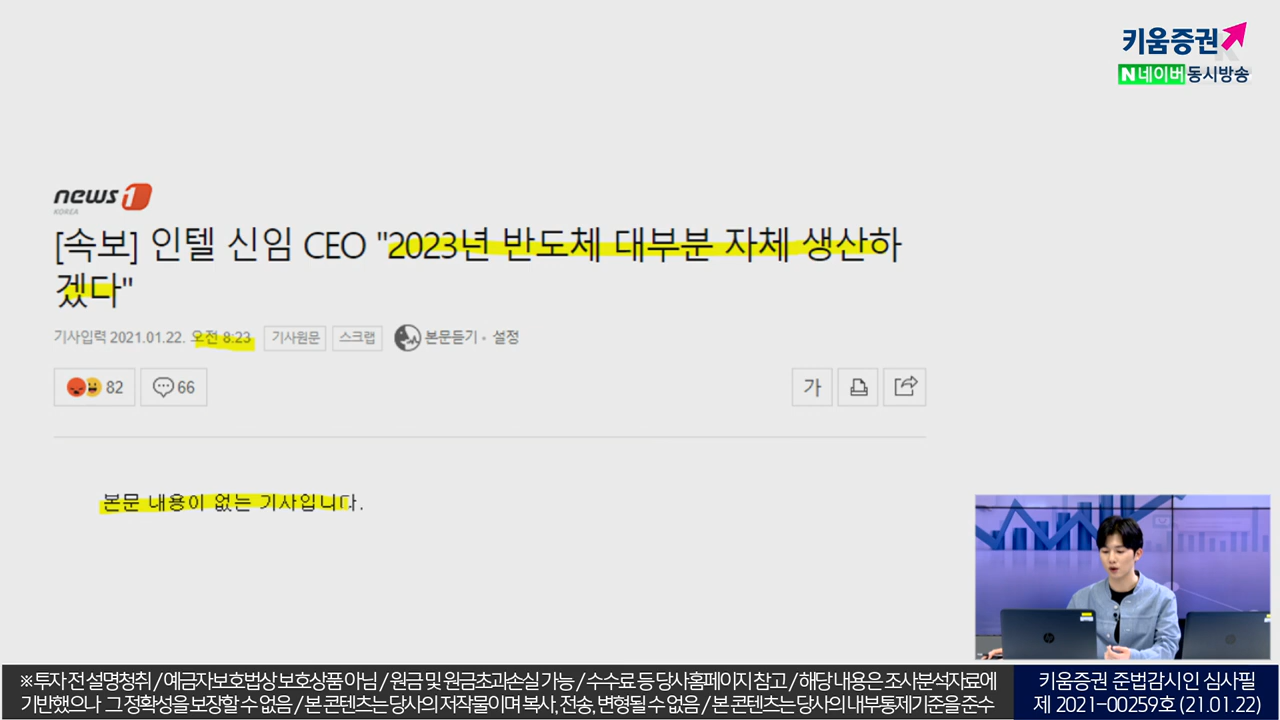 키움증권
N 네이버 동시방송
news1
KOREA
[속보] 인텔 신임 CEO "2023년 반도체 대부분 자체 생산하
겠다"
기사입력 2021.01.22. 오전 8:23 기사원문 스크랩 본문듣기 · 설정
82 66 가
본문 내용이 없는 기사입니다.
※ 투자 전 설명청취 / 예금자보호법상 보호상품 아님 / 원금 및 원금초과손실 가능 / 수수료 등 당사홈페이지 참고 / 해당 내용은 조사분석자료에
기반했으나 그 정확성을 보장할 수 없음 / 본 콘텐츠는 당사의 저작물이며 복사, 전송, 변형될 수 없음 / 본 콘텐츠는 당사의 내부통제기준을 준수
키움증권 준법감시인 심사필
제 2021-00259호 (21.01.22)